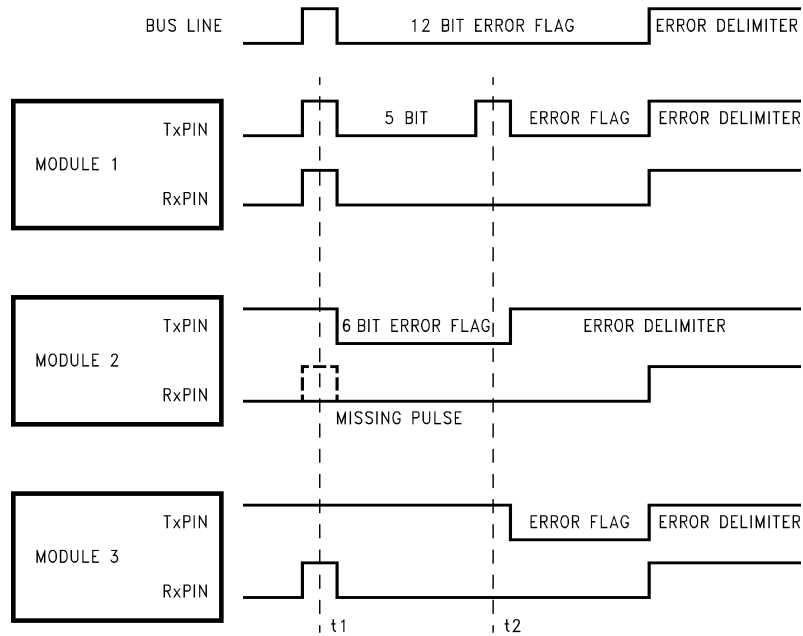 BUS LINE 12 BIT ERROR FLAG ERROR DELIMITER
TxPIN 5 BIT ERROR FLAG ERROR DELIMITER
MODULE 1
RxPIN
TxPIN 6 BIT ERROR FLAG ERROR DELIMITER
MODULE 2
RxPIN
MISSING PULSE
TxPIN ERROR FLAG ERROR DELIMITER
MODULE 3
RxPIN
t1 t2